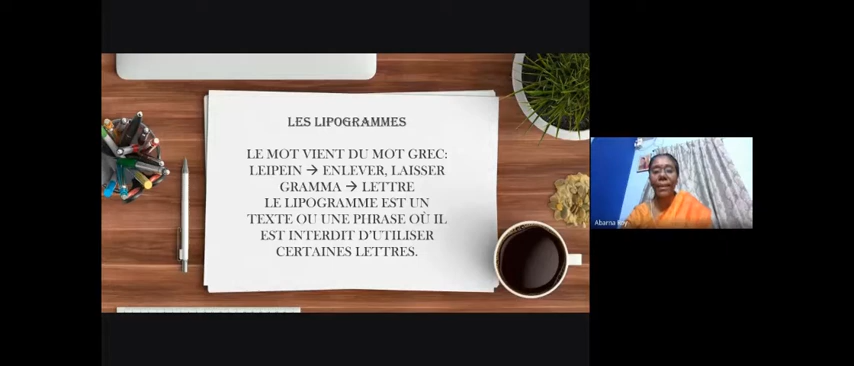 LES LIPOGRAMMES
LE MOT VIENT DU MOT GREC:
LEIPEIN → ENLEVER, LAISSER
GRAMMA → LETTRE
LE LIPOGRAMME EST UN
TEXTE OU UNE PHRASE OÙ IL
EST INTERDIT D'UTILISER
CERTAINES LETTRES.
Abarna Roy